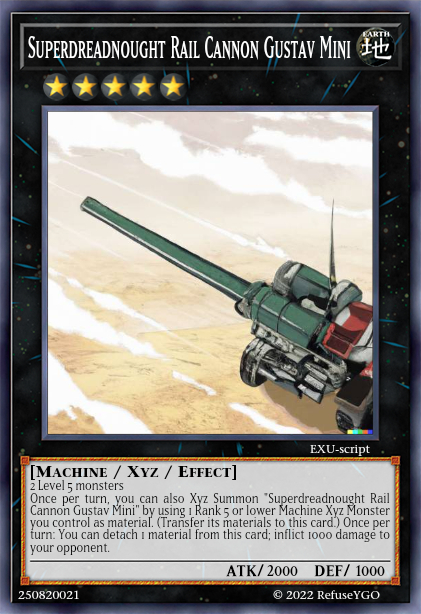 Superdreadnought Rail Cannon Gustav Mini
EARTH
地
EXU-script
[Machine / Xyz / Effect]
2 Level 5 monsters
Once per turn, you can also Xyz Summon "Superdreadnought Rail
Cannon Gustav Mini" by using 1 Rank 5 or lower Machine Xyz Monster
you control as material. (Transfer its materials to this card.) Once per
turn: You can detach 1 material from this card; inflict 1000 damage to
your opponent.
ATK/ 2000 DEF/ 1000
250820021 © 2022 RefuseYGO